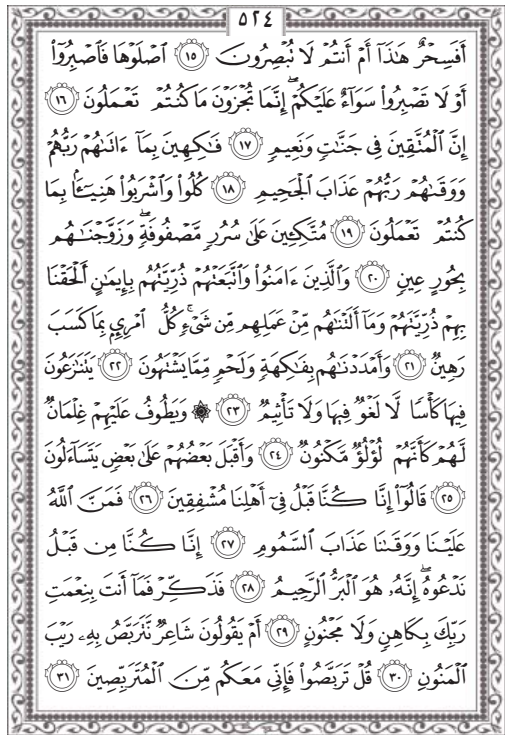 ٥٢٤
أَفَسِحْرٌ هَٰذَآ أَمْ أَنتُمْ لَا تُبْصِرُونَ ١٥ ٱصْلَوْهَا فَٱصْبِرُوٓا۟
أَوْ لَا تَصْبِرُوا۟ سَوَآءٌ عَلَيْكُمْ ۖ إِنَّمَا تُجْزَوْنَ مَا كُنتُمْ تَعْمَلُونَ ١٦
إِنَّ ٱلْمُتَّقِينَ فِى جَنَّٰتٍ وَنَعِيمٍ ١٧ فَٰكِهِينَ بِمَآ ءَاتَىٰهُمْ رَبُّهُمْ
وَوَقَىٰهُمْ رَبُّهُمْ عَذَابَ ٱلْجَحِيمِ ١٨ كُلُوا۟ وَٱشْرَبُوا۟ هَنِيٓـًٔۢا بِمَا
كُنتُمْ تَعْمَلُونَ ١٩ مُتَّكِـِٔينَ عَلَىٰ سُرُرٍ مَّصْفُوفَةٍ ۖ وَزَوَّجْنَٰهُم
بِحُورٍ عِينٍ ٢٠ وَٱلَّذِينَ ءَامَنُوا۟ وَٱتَّبَعَتْهُمْ ذُرِّيَّتُهُم بِإِيمَٰنٍ أَلْحَقْنَا
بِهِمْ ذُرِّيَّتَهُمْ وَمَآ أَلَتْنَٰهُم مِّنْ عَمَلِهِم مِّن شَىْءٍ ۚ كُلُّ ٱمْرِئٍۭ بِمَا كَسَبَ
رَهِينٌ ٢١ وَأَمْدَدْنَٰهُم بِفَٰكِهَةٍ وَلَحْمٍ مِّمَّا يَشْتَهُونَ ٢٢ يَتَنَٰزَعُونَ
فِيهَا كَأْسًا لَّا لَغْوٌ فِيهَا وَلَا تَأْثِيمٌ ٢٣ ۞ وَيَطُوفُ عَلَيْهِمْ غِلْمَانٌ
لَّهُمْ كَأَنَّهُمْ لُؤْلُؤٌ مَّكْنُونٌ ٢٤ وَأَقْبَلَ بَعْضُهُمْ عَلَىٰ بَعْضٍ يَتَسَآءَلُونَ
٢٥ قَالُوٓا۟ إِنَّا كُنَّا قَبْلُ فِىٓ أَهْلِنَا مُشْفِقِينَ ٢٦ فَمَنَّ ٱللَّهُ
عَلَيْنَا وَوَقَىٰنَا عَذَابَ ٱلسَّمُومِ ٢٧ إِنَّا كُنَّا مِن قَبْلُ
نَدْعُوهُ ۖ إِنَّهُۥ هُوَ ٱلْبَرُّ ٱلرَّحِيمُ ٢٨ فَذَكِّرْ فَمَآ أَنتَ بِنِعْمَتِ
رَبِّكَ بِكَاهِنٍ وَلَا مَجْنُونٍ ٢٩ أَمْ يَقُولُونَ شَاعِرٌ نَّتَرَبَّصُ بِهِۦ رَيْبَ
ٱلْمَنُونِ ٣٠ قُلْ تَرَبَّصُوا۟ فَإِنِّى مَعَكُم مِّنَ ٱلْمُتَرَبِّصِينَ ٣١